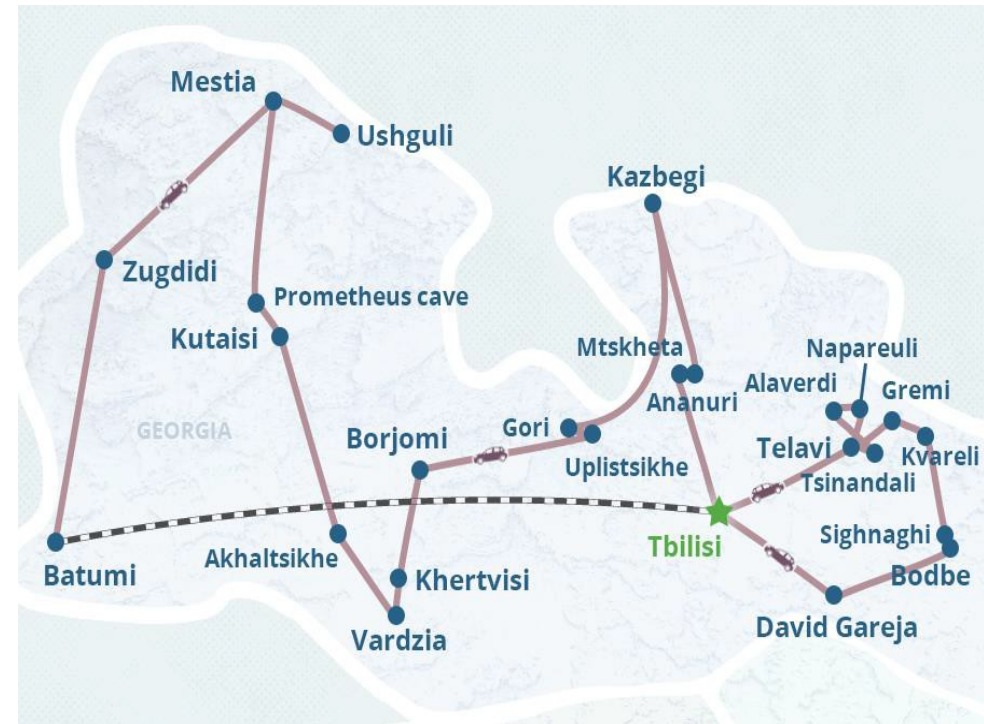 Mestia
Ushguli
Kazbegi
Zugdidi
Prometheus cave
Kutaisi
Mtskheta
Napareuli
Alaverdi
Gremi
Ananuri
GEORGIA
Borjomi
Gori
Telavi
Kvareli
Uplistsikhe
Tsinandali
Tbilisi
Sighnaghi
Akhaltsikhe
Batumi
Khertvisi
Bodbe
Vardzia
David Gareja